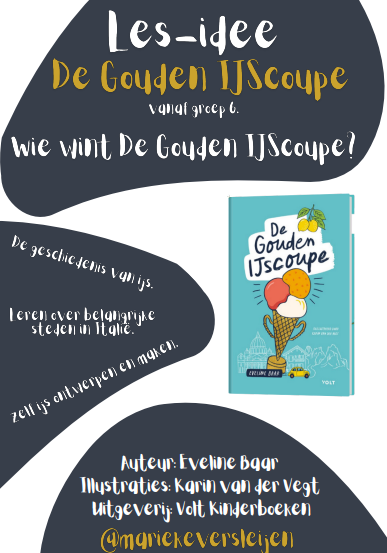 Les-idee
De Gouden IJScoupe
vanaf groep 6.
Wie wint De Gouden IJScoupe?
De geschiedenis van ijs.
Leren over belangrijke
steden in Italië.
Zelf ijs ontwerpen en maken.
De
Gouden
IJscoupe
EVELINE BAAR
VOLT
Auteur: Eveline Baar
Illustraties: Karin van der Vegt
Uitgeverij: Volt Kinderboeken
@mariekeversleijen